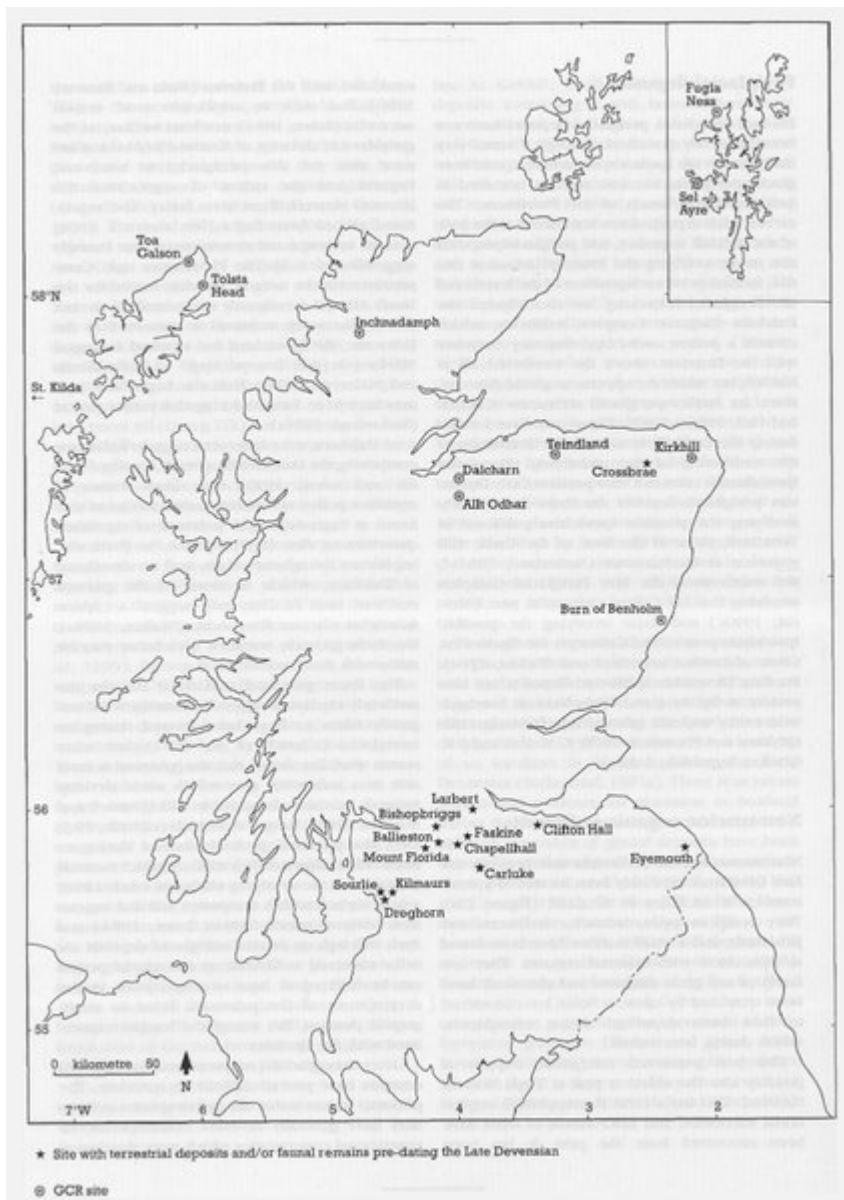 Fogla
Ness
Sel
Ayre
Toa
Galson
Tolsta
Head
58°N
Inchnadamph
St. Kilda
Teindland
Kirkhill
Crossbrae
Dalcharn
Allt Odhar
57
Burn of Benholm
56
Larbert
Bishopbriggs
Ballieston
Faskine
Clifton Hall
Chapellhall
Mount Florida
Eyemouth
Carluke
Sourlie
Kilmaurs
Dreghorn
55
0 kilometre 50
N
7°W 6 5 4 3 2
★ Site with terrestrial deposits and/or faunal remains pre-dating the Late Devensian
GCR site